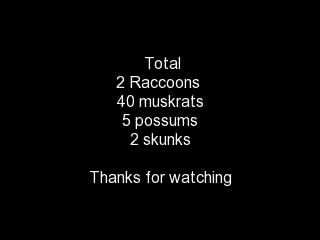 Total
2 Raccoons
40 muskrats
5 possums
2 skunks
Thanks for watching